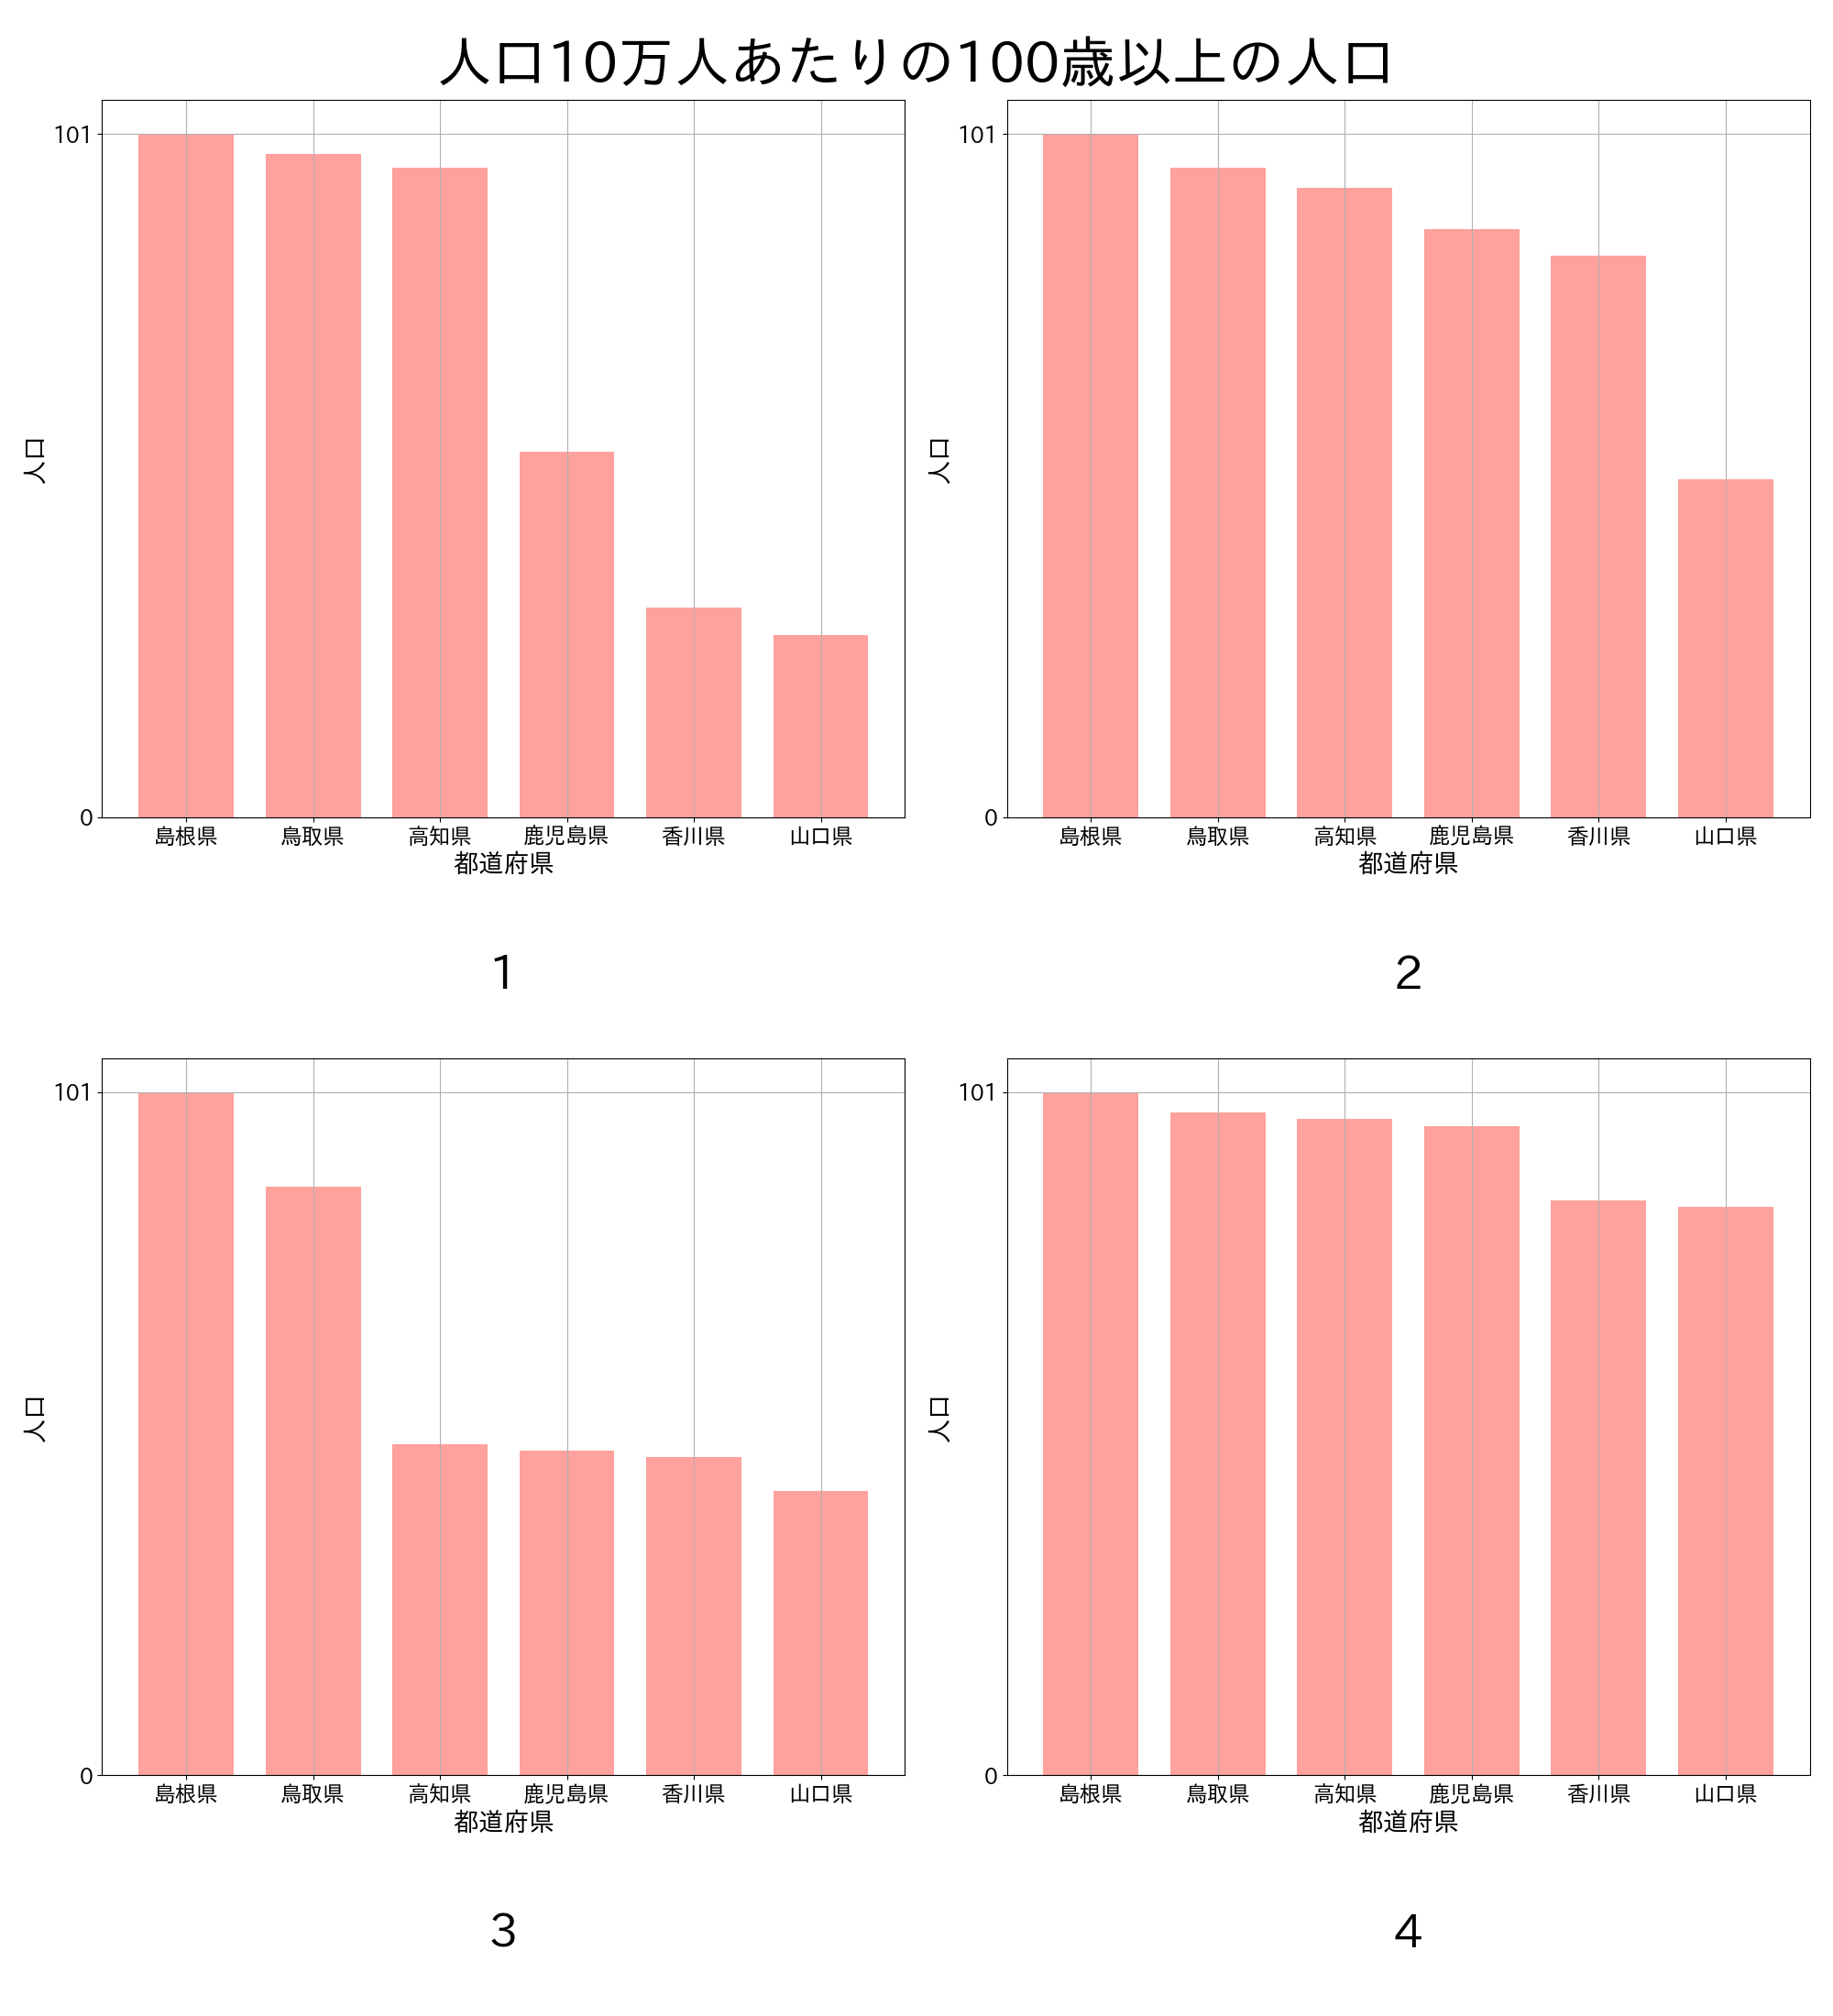 人口10万人あたりの100歳以上の人口
101
人口
0
島根県 鳥取県 高知県 鹿児島県 香川県 山口県
都道府県
1
101
人口
0
島根県 鳥取県 高知県 鹿児島県 香川県 山口県
都道府県
2
101
人口
0
島根県 鳥取県 高知県 鹿児島県 香川県 山口県
都道府県
3
101
人口
0
島根県 鳥取県 高知県 鹿児島県 香川県 山口県
都道府県
4